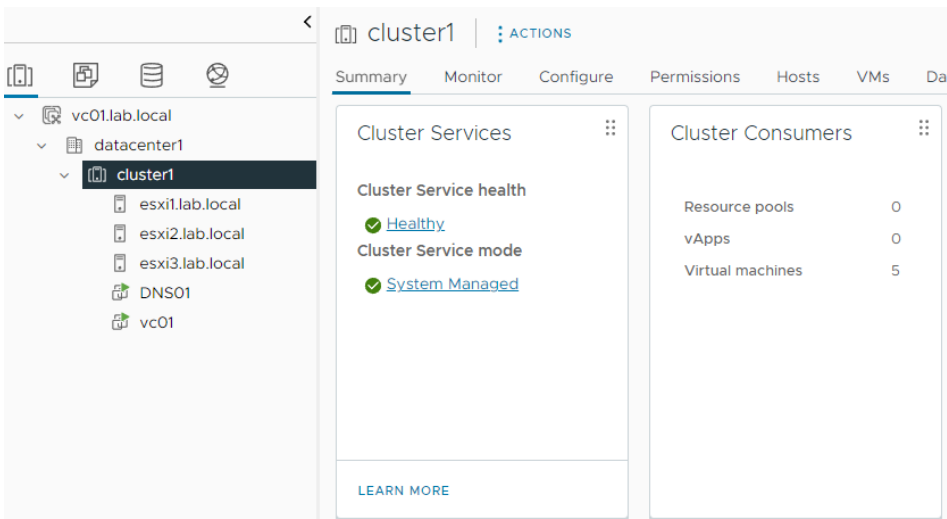 cluster1
ACTIONS
Summary Monitor Configure Permissions Hosts VMs Da
vc01.lab.local
datacenter1
cluster1
esxi1.lab.local
esxi2.lab.local
esxi3.lab.local
DNS01
vc01
Cluster Services
Cluster Service health
Healthy
Cluster Service mode
System Managed
LEARN MORE
Cluster Consumers
Resource pools 0
vApps 0
Virtual machines 5